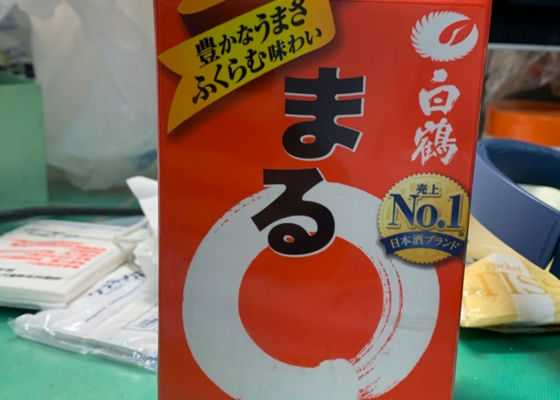 豊かなうまさ
ふくらむ味わい
まる
白鶴
売上
No.1
日本酒ブランド
Pocket